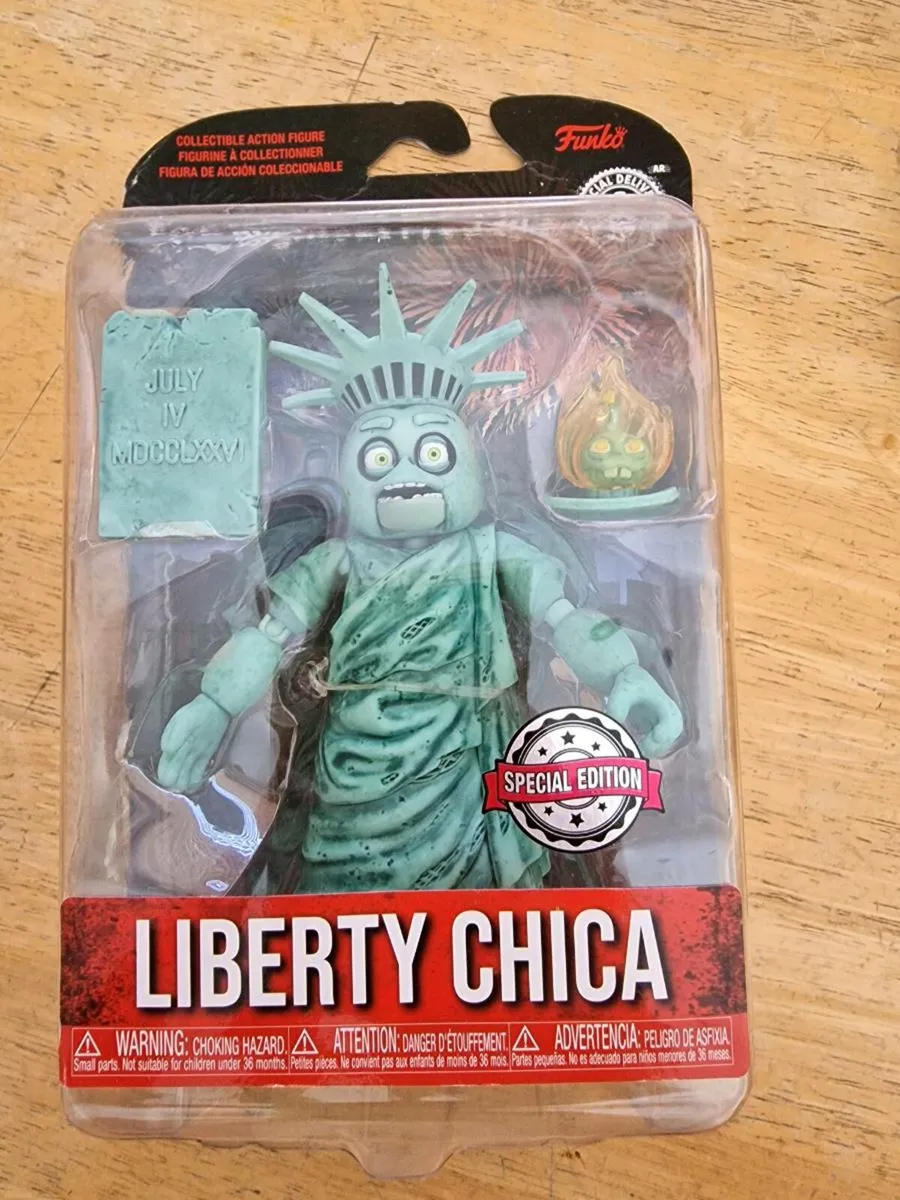 COLLECTIBLE ACTION FIGURE
FIGURINE À COLLECTIONNER
FIGURA DE ACCIÓN COLECCIONABLE
Funko
AR
CIAL DELIV
JULY
IV
MDCCLXXVI
SPECIAL EDITION
LIBERTY CHICA
WARNING: CHOKING HAZARD.
Small parts. Not suitable for children under 36 months.
ATTENTION: DANGER D'ÉTOUFFEMENT.
Petites pièces. Ne convient pas aux enfants de moins de 36 mois.
ADVERTENCIA: PELIGRO DE ASFIXIA.
Partes pequeñas. No es adecuado para niños menores de 36 meses.